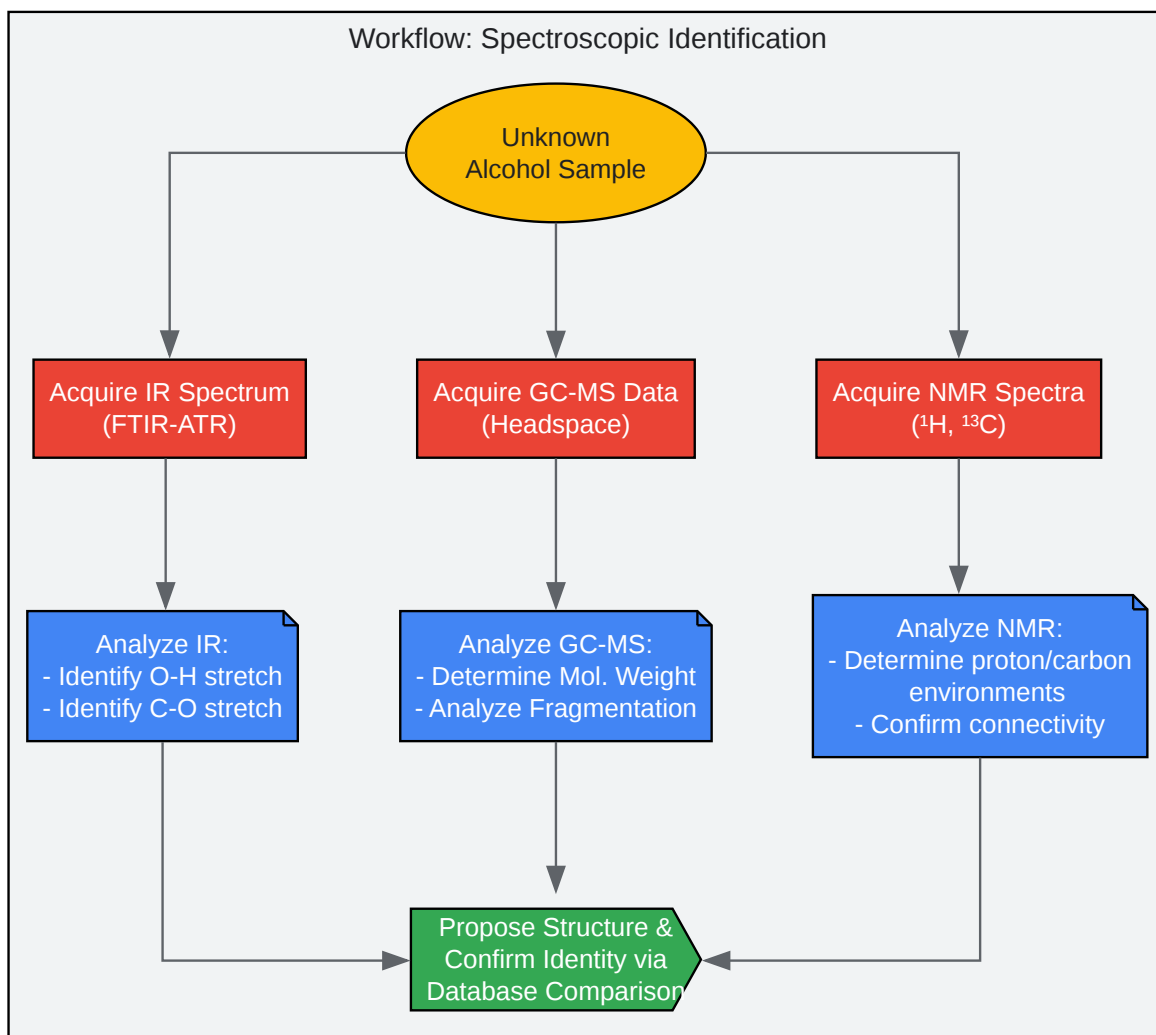 Workflow: Spectroscopic Identification
Unknown
Alcohol Sample
Acquire IR Spectrum
(FTIR-ATR)
Acquire GC-MS Data
(Headspace)
Acquire NMR Spectra
(¹H, ¹³C)
Analyze IR:
- Identify O-H stretch
- Identify C-O stretch
Analyze GC-MS:
- Determine Mol. Weight
- Analyze Fragmentation
Analyze NMR:
- Determine proton/carbon
environments
- Confirm connectivity
Propose Structure &
Confirm Identity via
Database Comparison